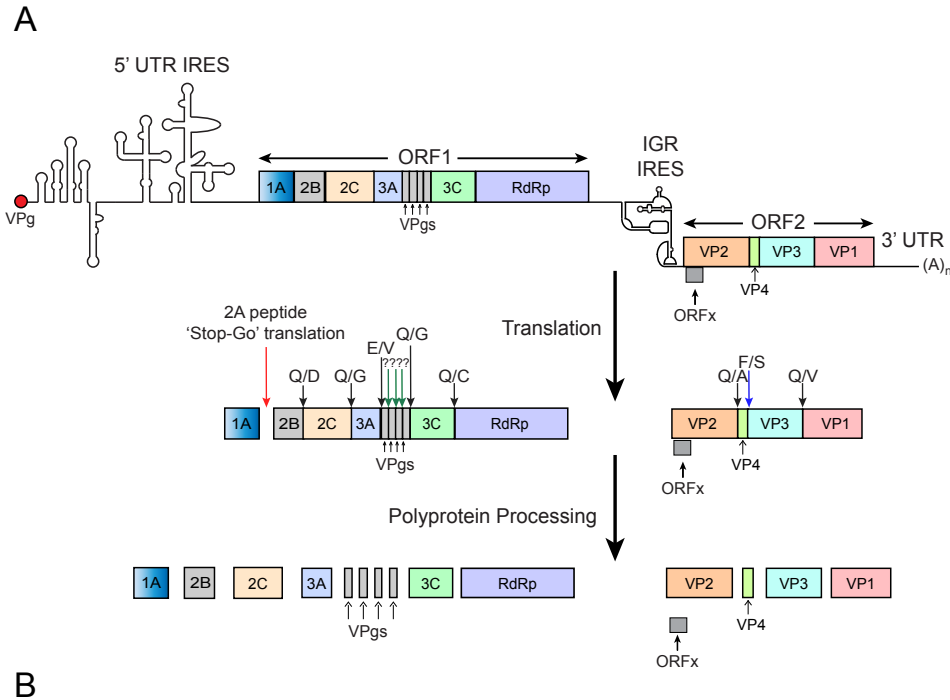 A
5' UTR IRES
VPg
ORF1
1A 2B 2C 3A 3C RdRp
VPgs
IGR
IRES
ORF2
3' UTR
VP2 VP3 VP1
(A)n
VP4
ORFx
2A peptide
'Stop-Go' translation
Translation
Q/D Q/G E/V ???? Q/G Q/C
1A 2B 2C 3A 3C RdRp
VPgs
Q/A F/S Q/V
VP2 VP3 VP1
VP4
ORFx
Polyprotein Processing
1A 2B 2C 3A 3C RdRp
VPgs
VP2 VP3 VP1
VP4
ORFx
B